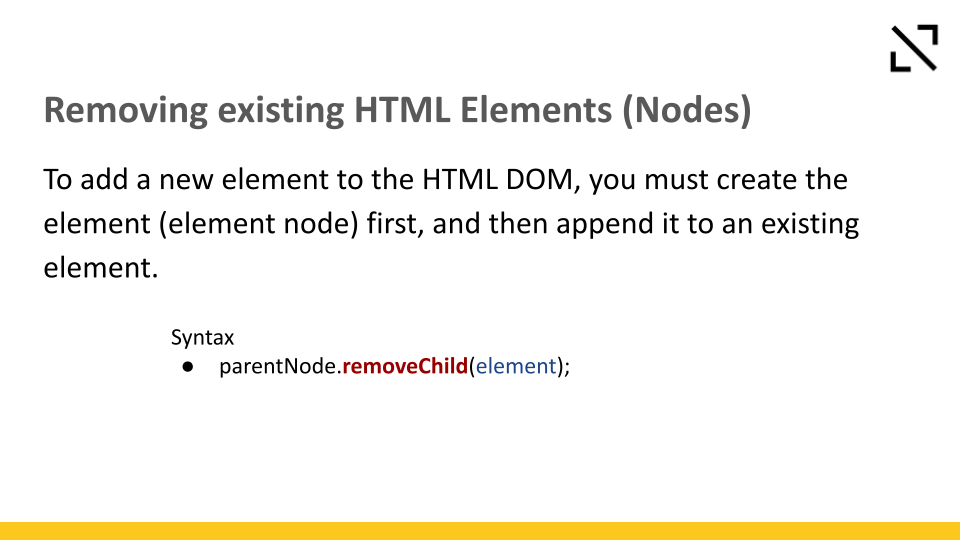 Removing existing HTML Elements (Nodes)
To add a new element to the HTML DOM, you must create the
element (element node) first, and then append it to an existing
element.
Syntax
● parentNode.removeChild(element);